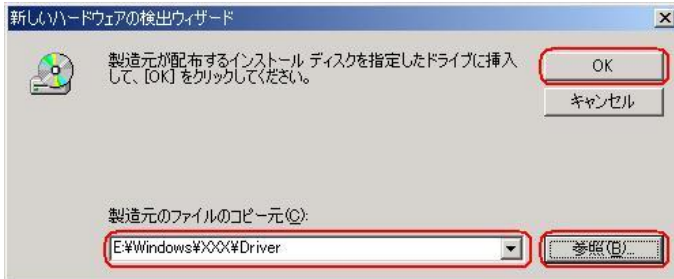 新しいハードウェアの検出ウィザード
製造元が配布するインストール ディスクを指定したドライブに挿入
して、[OK] をクリックしてください。
OK
キャンセル
製造元のファイルのコピー元(C):
E:¥Windows¥XXX¥Driver
参照(B)...